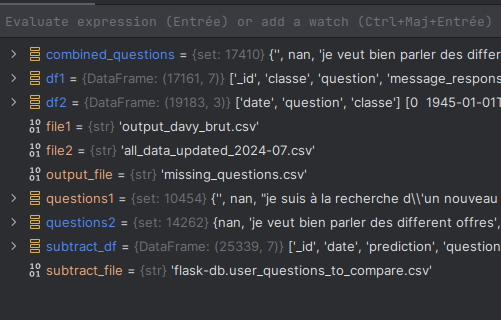 Evaluate expression (Entrée) or add a watch (Ctrl+Maj+Entrée)
combined_questions = {set: 17410} {'', nan, 'je veut bien parler des differ
df1 = {DataFrame: (17161, 7)} ['_id', 'classe', 'question', 'message_respons
df2 = {DataFrame: (19183, 3)} ['date', 'question', 'classe'] [0 1945-01-01T
file1 = {str} 'output_davy_brut.csv'
file2 = {str} 'all_data_updated_2024-07.csv'
output_file = {str} 'missing_questions.csv'
questions1 = {set: 10454} {'', nan, "je suis à la recherche d\\'un nouveau
questions2 = {set: 14262} {nan, 'je veut bien parler des different offres',
subtract_df = {DataFrame: (25339, 7)} ['_id', 'date', 'prediction', 'question
subtract_file = {str} 'flask-db.user_questions_to_compare.csv'